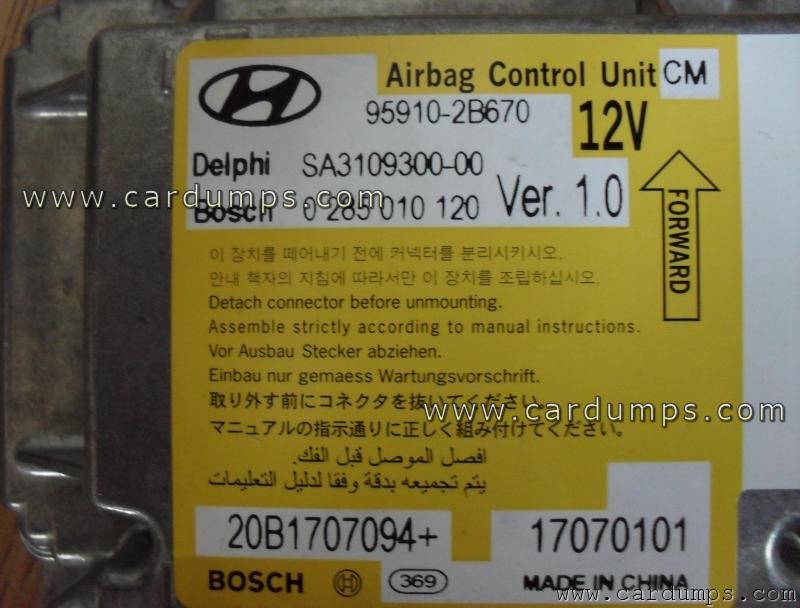 Airbag Control Unit CM
95910-2B670
12V
Delphi SA3109300-00
www.cardumps.com
www.cardumps.com
Bosch 0 285 010 120
Ver. 1.0
FORWARD
이 장치를 떼어내기 전에 커넥터를 분리시키시오.
안내 책자의 지침에 따라서만 이 장치를 조립하십시오.
Detach connector before unmounting.
Assemble strictly according to manual instructions.
Vor Ausbau Stecker abziehen.
Einbau nur gemaess Wartungsvorschrift.
取り外す前にコネクタを抜いてください。
www.cardumps.com
マニュアルの指示通りに正しく組み付けてください。
افصل الموصل قبل الفك.
يتم تجميعه بدقة وفقا لدليل التعليمات
20B1707094+ 17070101
BOSCH 369 MADE IN CHINA
www.cardumps.com